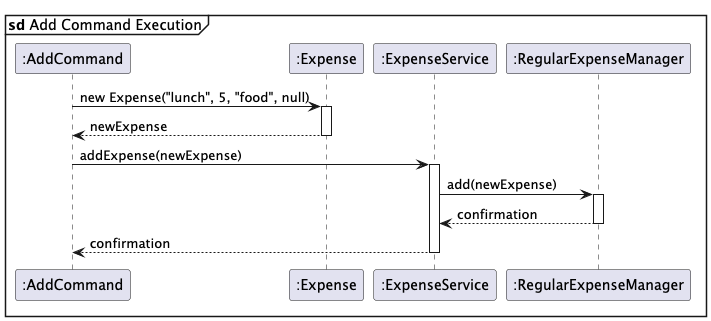 sd Add Command Execution
:AddCommand :Expense :ExpenseService :RegularExpenseManager
new Expense("lunch", 5, "food", null)
newExpense
addExpense(newExpense)
add(newExpense)
confirmation
confirmation
:AddCommand :Expense :ExpenseService :RegularExpenseManager